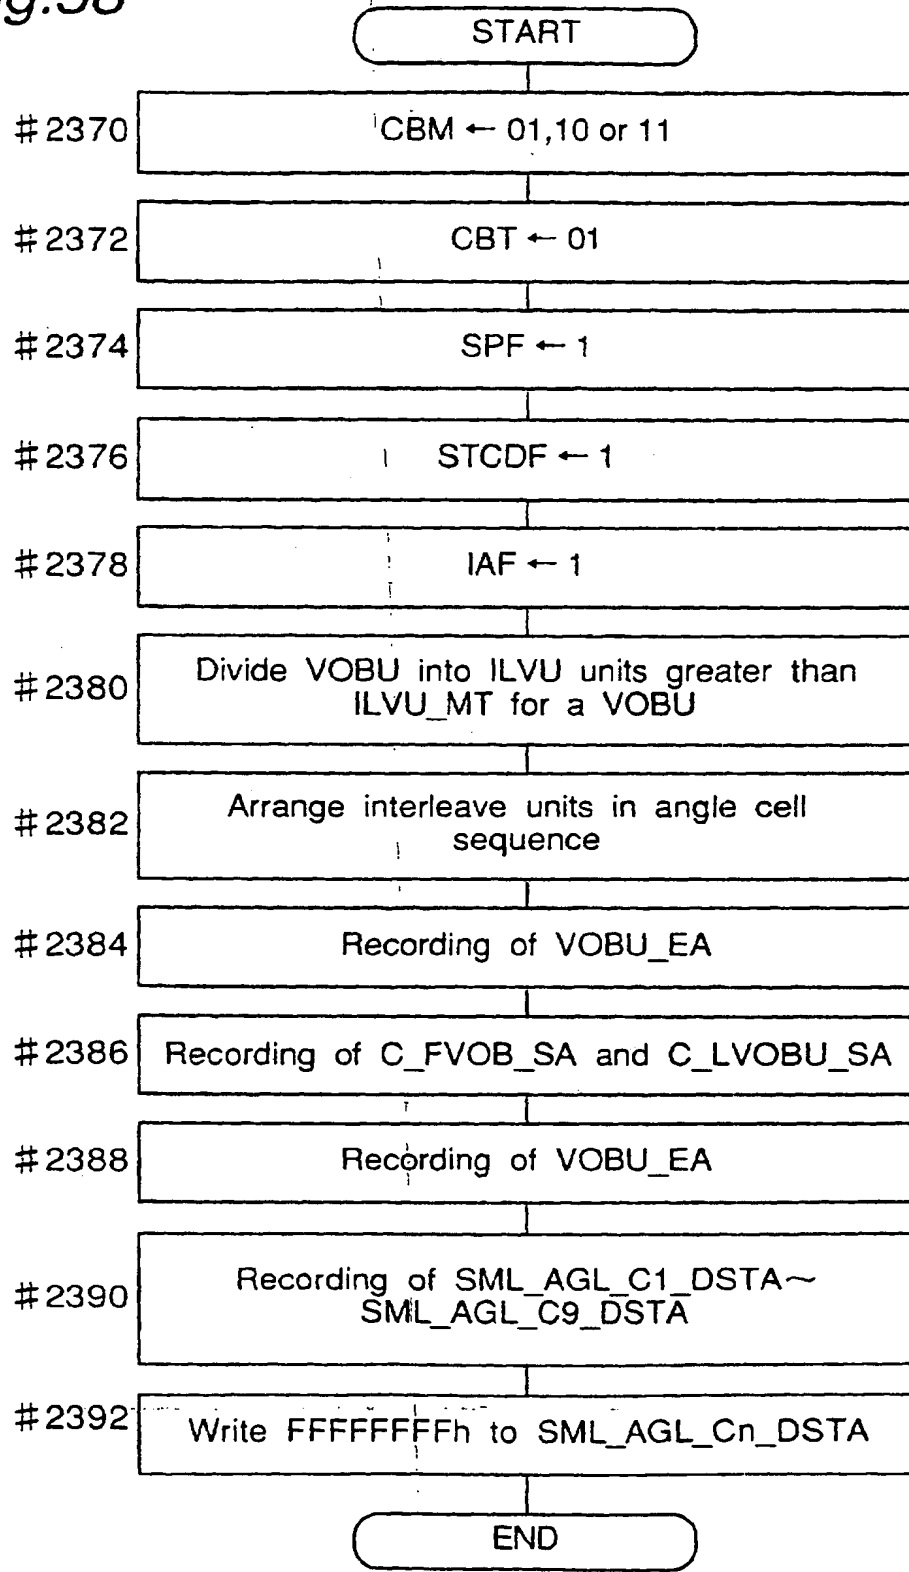 g.58
START
#2370
CBM ← 01,10 or 11
#2372
CBT ← 01
#2374
SPF ← 1
#2376
STCDF ← 1
#2378
IAF ← 1
#2380
Divide VOBU into ILVU units greater than
ILVU_MT for a VOBU
#2382
Arrange interleave units in angle cell
sequence
#2384
Recording of VOBU_EA
#2386
Recording of C_FVOB_SA and C_LVOBU_SA
#2388
Recording of VOBU_EA
#2390
Recording of SML_AGL_C1_DSTA~
SML_AGL_C9_DSTA
#2392
Write FFFFFFFFh to SML_AGL_Cn_DSTA
END